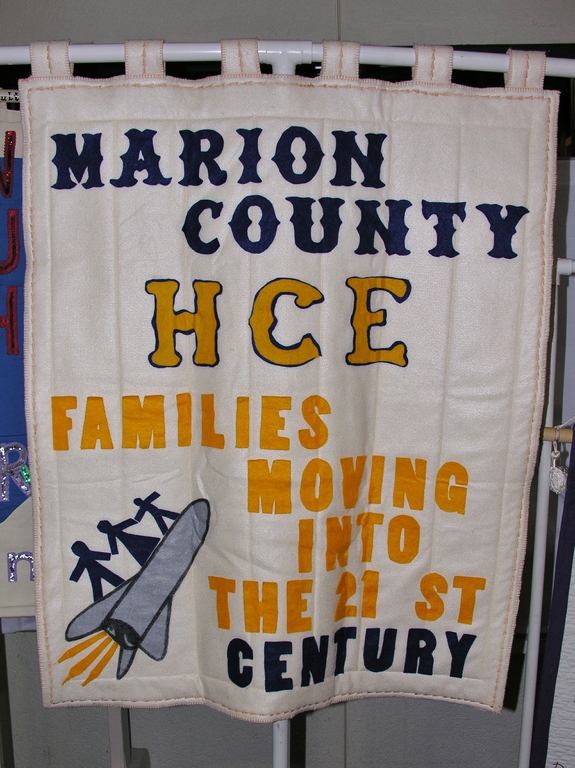 MARION
COUNTY
HCE
FAMILIES
MOVING
INTO
THE 21 ST
CENTURY